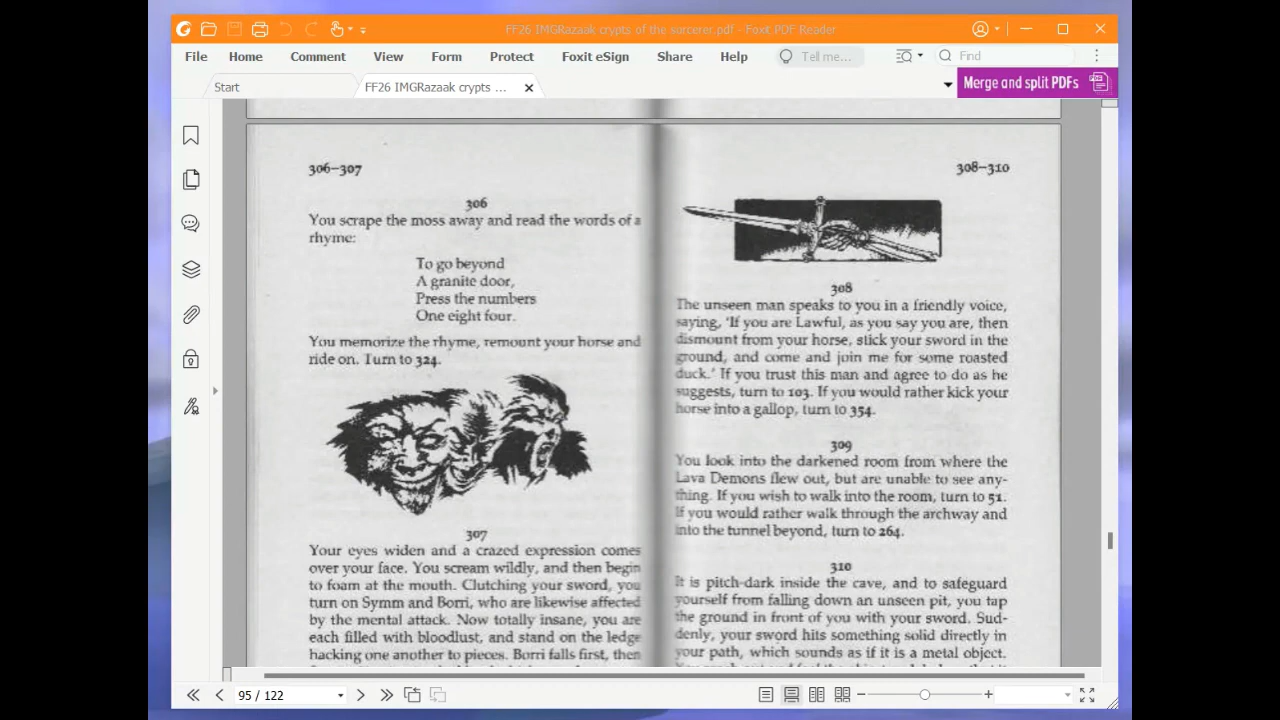 FF26 IMGRazaak crypts of the sorcerer.pdf - Foxit PDF Reader
File Home Comment View Form Protect Foxit eSign Share Help Tell me... Find
Start FF26 IMGRazaak crypts ... Merge and split PDFs
306–307
306
You scrape the moss away and read the words of a
rhyme:
To go beyond
A granite door,
Press the numbers
One eight four.
You memorize the rhyme, remount your horse and
ride on. Turn to 324.
307
Your eyes widen and a crazed expression comes
over your face. You scream wildly, and then begin
to foam at the mouth. Clutching your sword, you
turn on Symm and Borri, who are likewise affected
by the mental attack. Now totally insane, you are
each filled with bloodlust, and stand on the ledge
hacking one another to pieces. Borri falls first, then
308–310
308
The unseen man speaks to you in a friendly voice,
saying, 'If you are Lawful, as you say you are, then
dismount from your horse, stick your sword in the
ground, and come and join me for some roasted
duck.' If you trust this man and agree to do as he
suggests, turn to 103. If you would rather kick your
horse into a gallop, turn to 354.
309
You look into the darkened room from where the
Lava Demons flew out, but are unable to see any-
thing. If you wish to walk into the room, turn to 51.
If you would rather walk through the archway and
into the tunnel beyond, turn to 264.
310
It is pitch-dark inside the cave, and to safeguard
yourself from falling down an unseen pit, you tap
the ground in front of you with your sword. Sud-
denly, your sword hits something solid directly in
your path, which sounds as if it is a metal object.
95 / 122